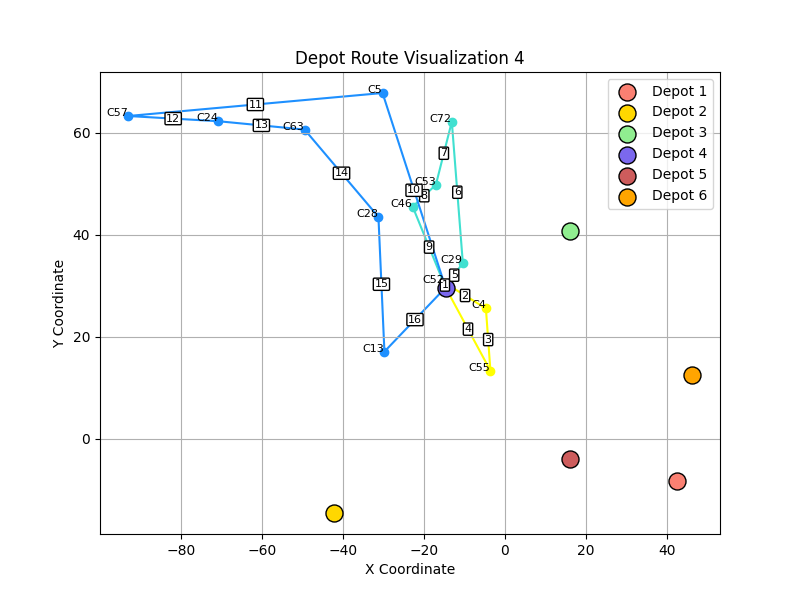 Depot Route Visualization 4
Depot 1
Depot 2
Depot 3
Depot 4
Depot 5
Depot 6
C5
C57
C24
C63
C72
C53
C46
C28
C29
C52
C4
C13
C55
1
2
3
4
5
6
7
8
9
10
11
12
13
14
15
16
60
40
20
0
Y Coordinate
−80
−60
−40
−20
0
20
40
X Coordinate